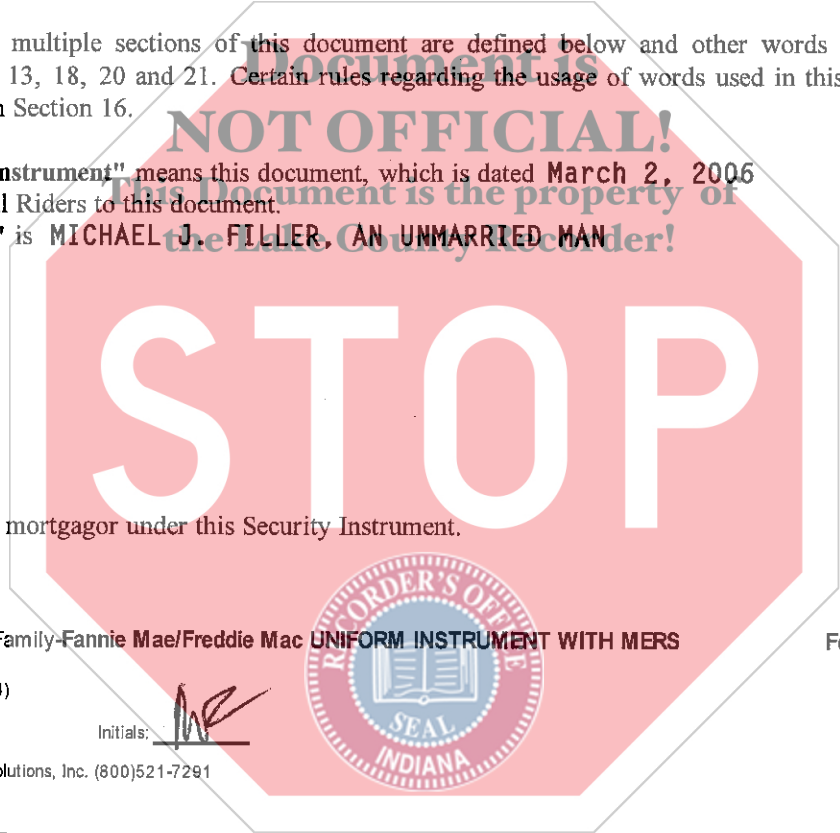 multiple sections of this document are defined below and other words
Document is
13, 18, 20 and 21. Certain rules regarding the usage of words used in this
Section 16.
NOT OFFICIAL!
nstrument" means this document, which is dated March 2, 2006
This Document is the property of
l Riders to this document.
" is MICHAEL J. FILLER, AN UNMARRIED MAN
the Lake County Recorder!
STOP
mortgagor under this Security Instrument.
RECORDER'S OFFICE
Family-Fannie Mae/Freddie Mac UNIFORM INSTRUMENT WITH MERS
Initials:
SEAL
INDIANA
olutions, Inc. (800)521-7291